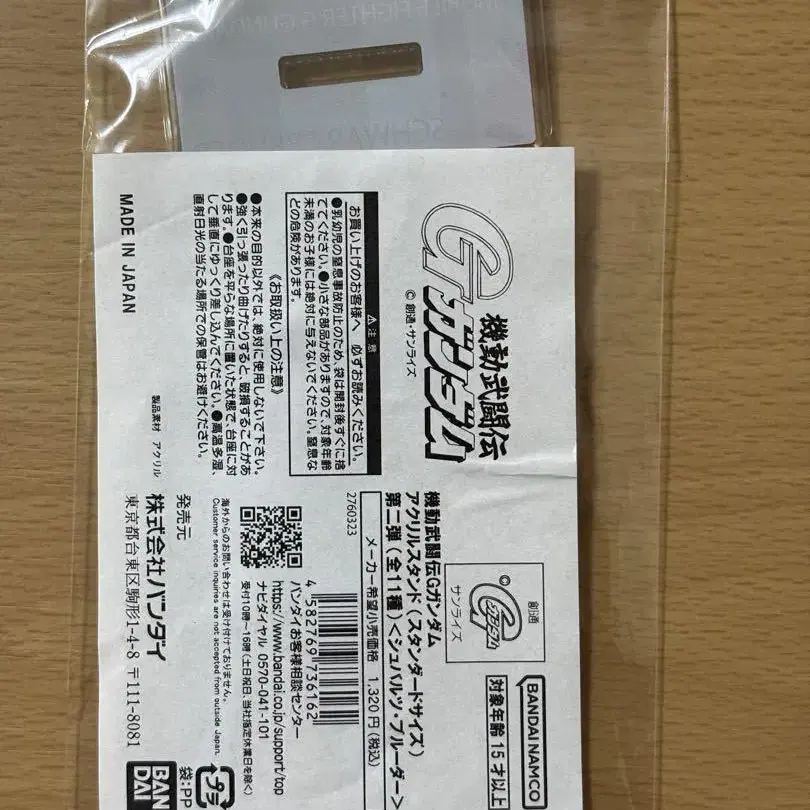 機動武闘伝
Gガンダム
© 創通・サンライズ
⚠注意
お買い上げのお客様へ 必ずお読みください。
●乳幼児の窒息事故防止のため、袋は開封後すぐに捨
ててください。●小さな部品がありますので、対象年齢
未満のお子様には絶対に与えないでください。窒息な
どの危険があります。
《お取扱い上の注意》
●本来の目的以外では、絶対に使用しないで下さい。
●強く引っ張ったり曲げたりすると、破損することがあ
ります。●台座を平らな場所に置いた状態で、台座に対
して垂直にゆっくり差し込んでください。●高温多湿、
直射日光の当たる場所での保管はお避けください。
MADE IN JAPAN
製品素材 アクリル
創通
サンライズ
BANDAI NAMCO
対象年齢 15才以上
機動武闘伝Gガンダム
アクリルスタンド(スタンダードサイズ)
第二弾(全11種)<シュバルツ・ブルーダー>
メーカー希望小売価格 1,320円(税込)
2760323
4 582769 736162
バンダイお客様相談センター
https://www.bandai.co.jp/support/top
ナビダイヤル 0570-041-101
受付10時~16時(土日祝日、当社指定休業日を除く)
海外からのお問い合わせは受け付けておりません。
Customer service inquiries are not accepted from outside Japan.
発売元
株式会社バンダイ
東京都台東区駒形1-4-8 〒111-8081
プラ
袋:PP
BAN
DAI